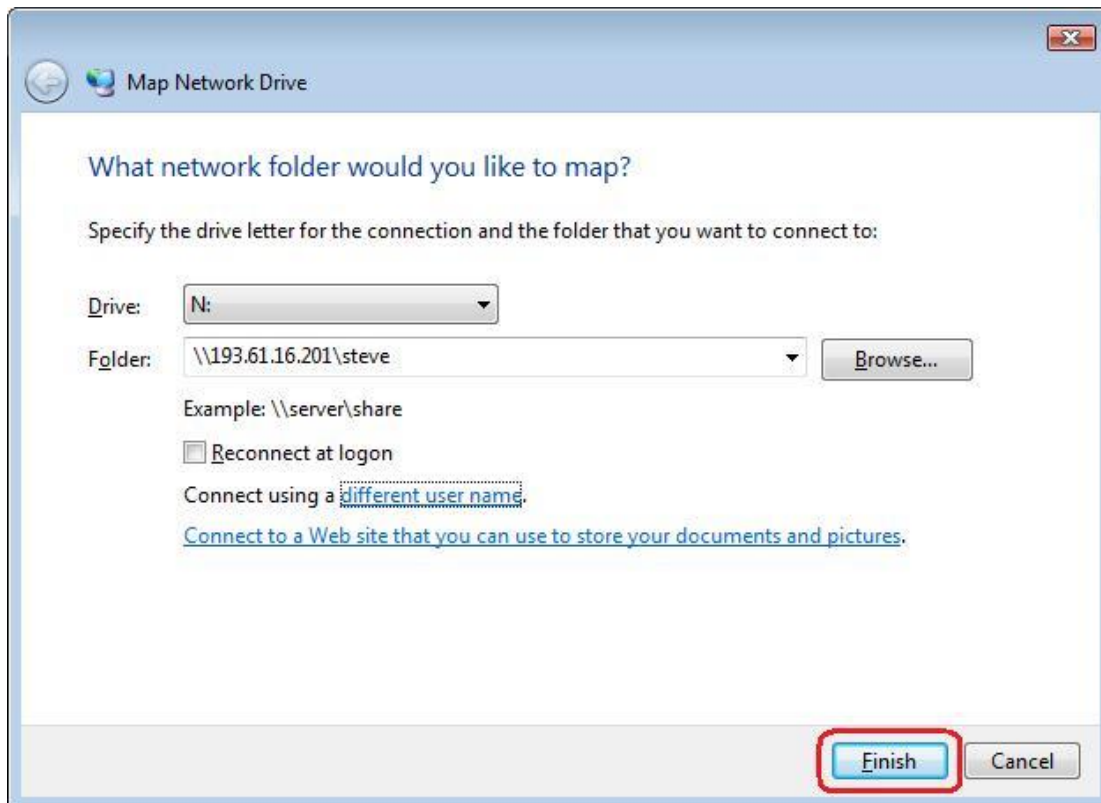 Map Network Drive
What network folder would you like to map?
Specify the drive letter for the connection and the folder that you want to connect to:
Drive: N:
Folder: \\193.61.16.201\steve Browse...
Example: \\server\share
Reconnect at logon
Connect using a different user name.
Connect to a Web site that you can use to store your documents and pictures.
Finish Cancel